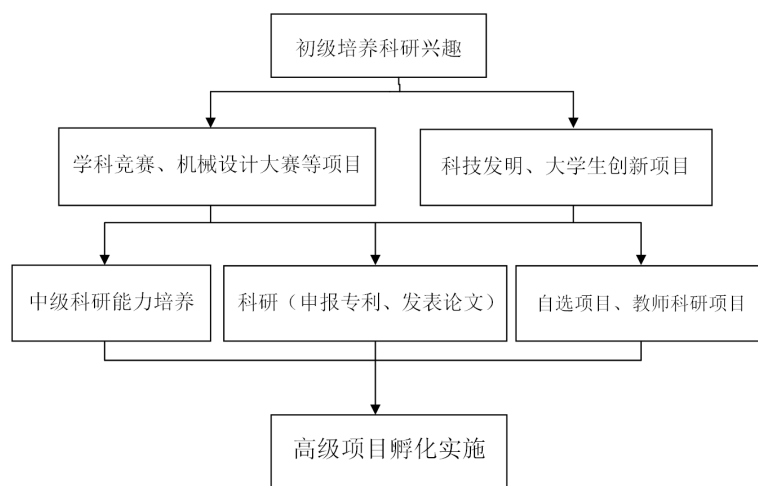 初级培养科研兴趣
学科竞赛、机械设计大赛等项目
科技发明、大学生创新项目
中级科研能力培养
科研（申报专利、发表论文）
自选项目、教师科研项目
高级项目孵化实施